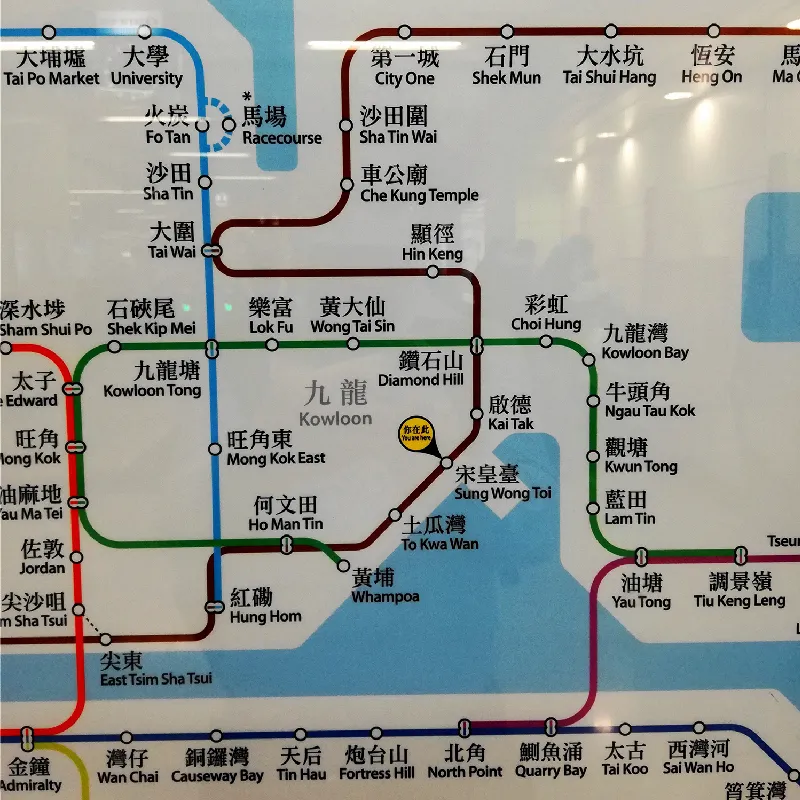 大埔墟
Tai Po Market
大學
University
第一城
City One
石門
Shek Mun
大水坑
Tai Shui Hang
恆安
Heng On
馬
Ma
火炭
Fo Tan
*
馬場
Racecourse
沙田圍
Sha Tin Wai
沙田
Sha Tin
車公廟
Che Kung Temple
大圍
Tai Wai
顯徑
Hin Keng
深水埗
Sham Shui Po
石硤尾
Shek Kip Mei
樂富
Lok Fu
黃大仙
Wong Tai Sin
彩虹
Choi Hung
九龍灣
Kowloon Bay
九龍塘
Kowloon Tong
鑽石山
Diamond Hill
太子
Edward
九龍
Kowloon
牛頭角
Ngau Tau Kok
啟德
Kai Tak
你在此
You are here
旺角
Mong Kok
旺角東
Mong Kok East
觀塘
Kwun Tong
宋皇臺
Sung Wong Toi
油麻地
Yau Ma Tei
何文田
Ho Man Tin
藍田
Lam Tin
土瓜灣
To Kwa Wan
佐敦
Jordan
黃埔
Whampoa
油塘
Yau Tong
調景嶺
Tiu Keng Leng
尖沙咀
Sha Tsui
紅磡
Hung Hom
尖東
East Tsim Sha Tsui
金鐘
Admiralty
灣仔
Wan Chai
銅鑼灣
Causeway Bay
天后
Tin Hau
炮台山
Fortress Hill
北角
North Point
鰂魚涌
Quarry Bay
太古
Tai Koo
西灣河
Sai Wan Ho
筲箕灣